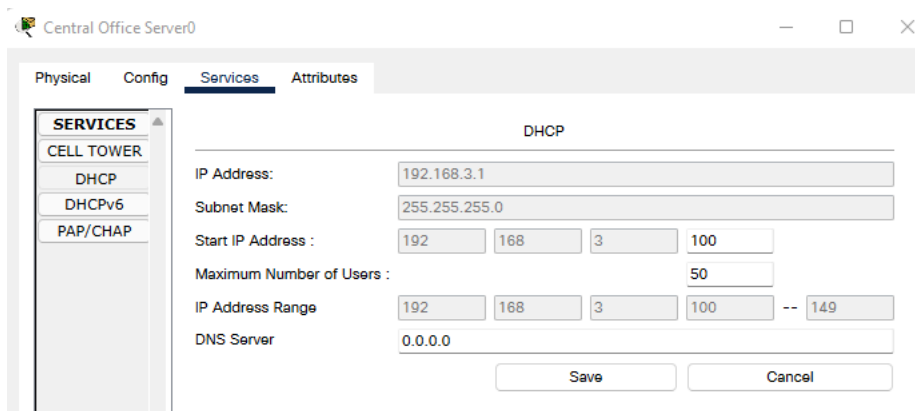 Central Office Server0
Physical Config Services Attributes
SERVICES
CELL TOWER
DHCP
DHCPv6
PAP/CHAP
DHCP
IP Address: 192.168.3.1
Subnet Mask: 255.255.255.0
Start IP Address : 192 168 3 100
Maximum Number of Users : 50
IP Address Range 192 168 3 100 -- 149
DNS Server 0.0.0.0
Save Cancel